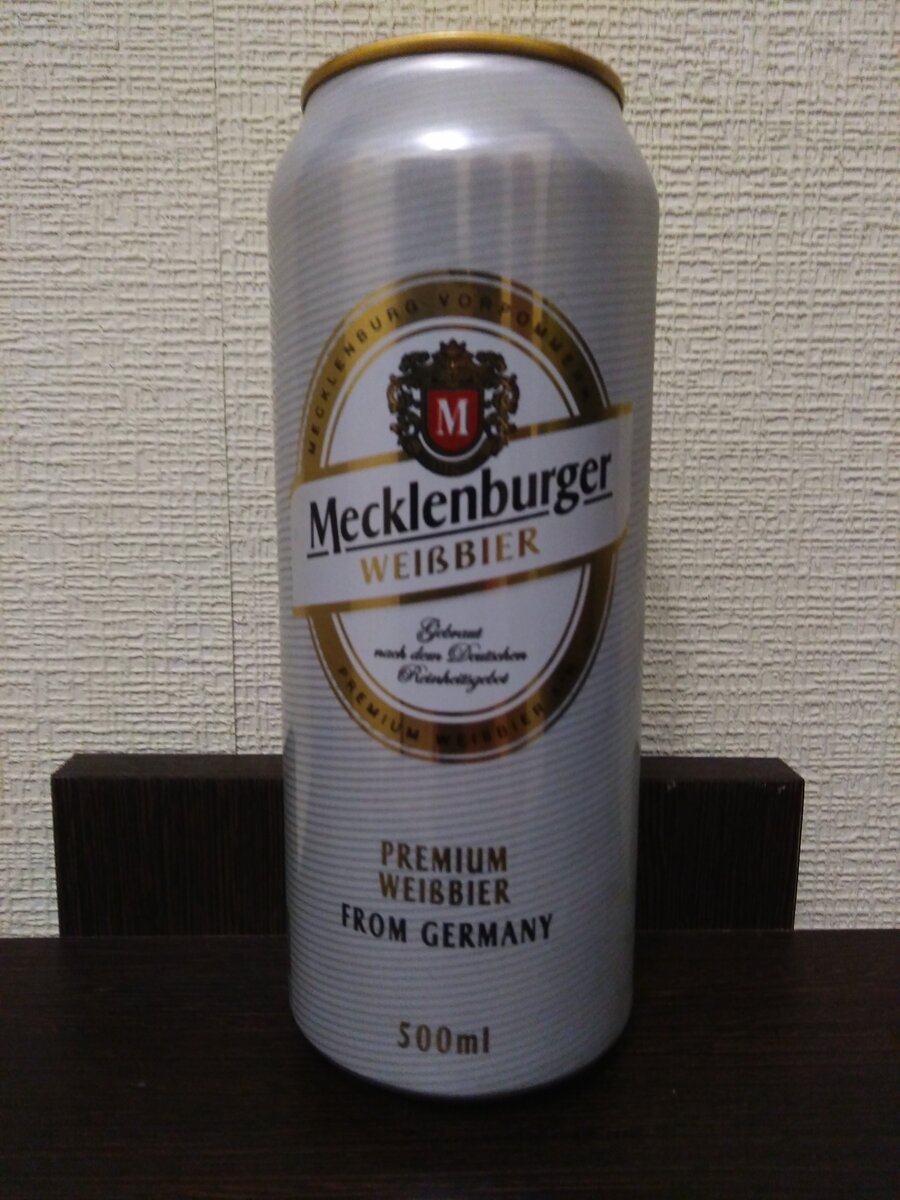 MECKLENBURG VORPOMMERN
M
Mecklenburger
WEIßBIER
Gebraut
nach dem Deutschen
Reinheitsgebot
PREMIUM WEISSBIER
PREMIUM
WEIßBIER
FROM GERMANY
500ml